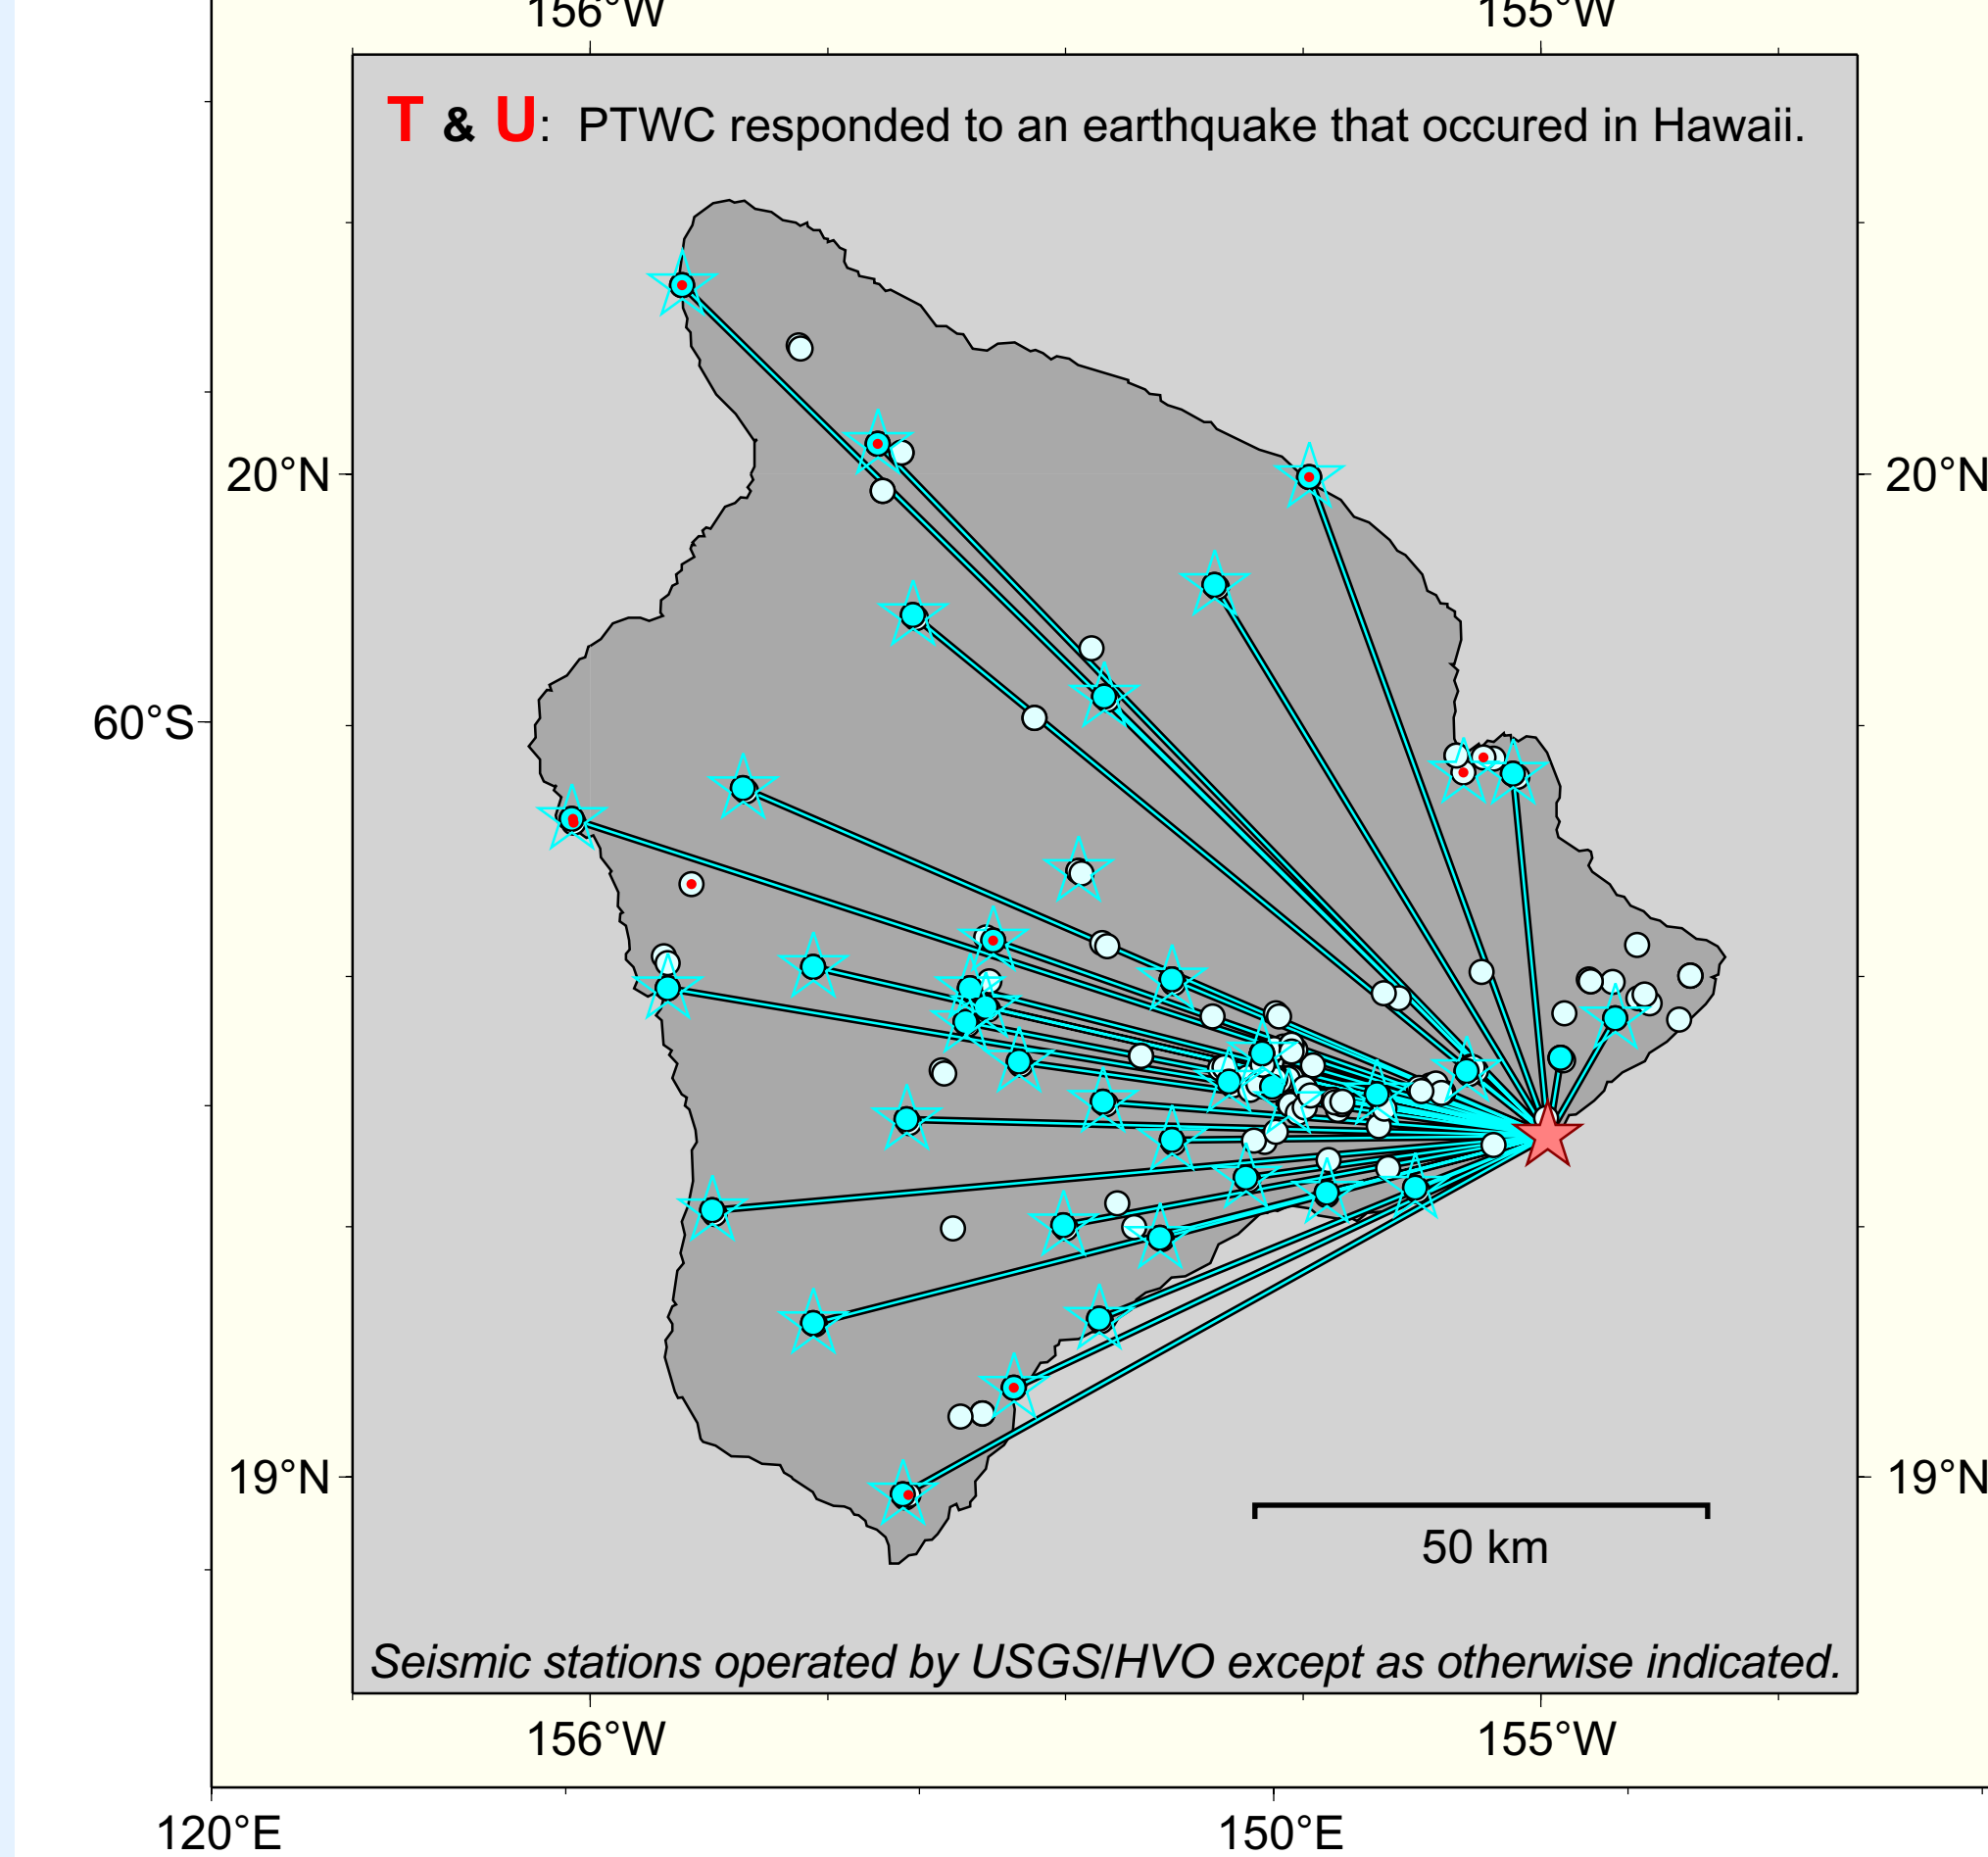 156°W 155°W
T & U: PTWC responded to an earthquake that occured in Hawaii.
20°N 20°N
60°S
19°N 19°N
50 km
Seismic stations operated by USGS/HVO except as otherwise indicated.
156°W 155°W
120°E 150°E